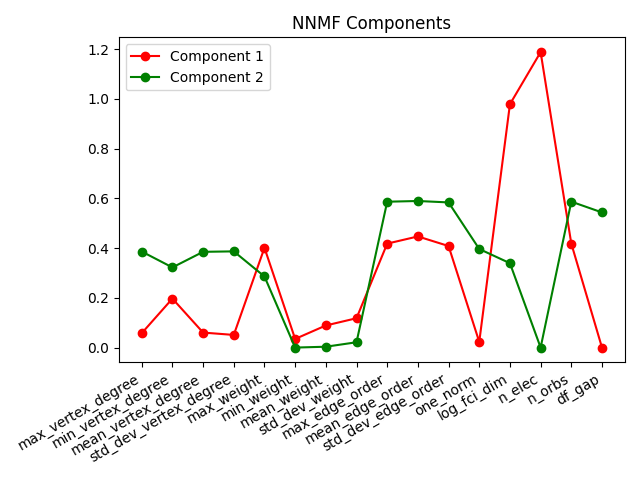 NNMF Components
Component 1
Component 2
1.2
1.0
0.8
0.6
0.4
0.2
0.0
max_vertex_degree
min_vertex_degree
mean_vertex_degree
std_dev_vertex_degree
max_weight
min_weight
mean_weight
std_dev_weight
max_edge_order
mean_edge_order
std_dev_edge_order
one_norm
log_fci_dim
n_elec
n_orbs
df_gap